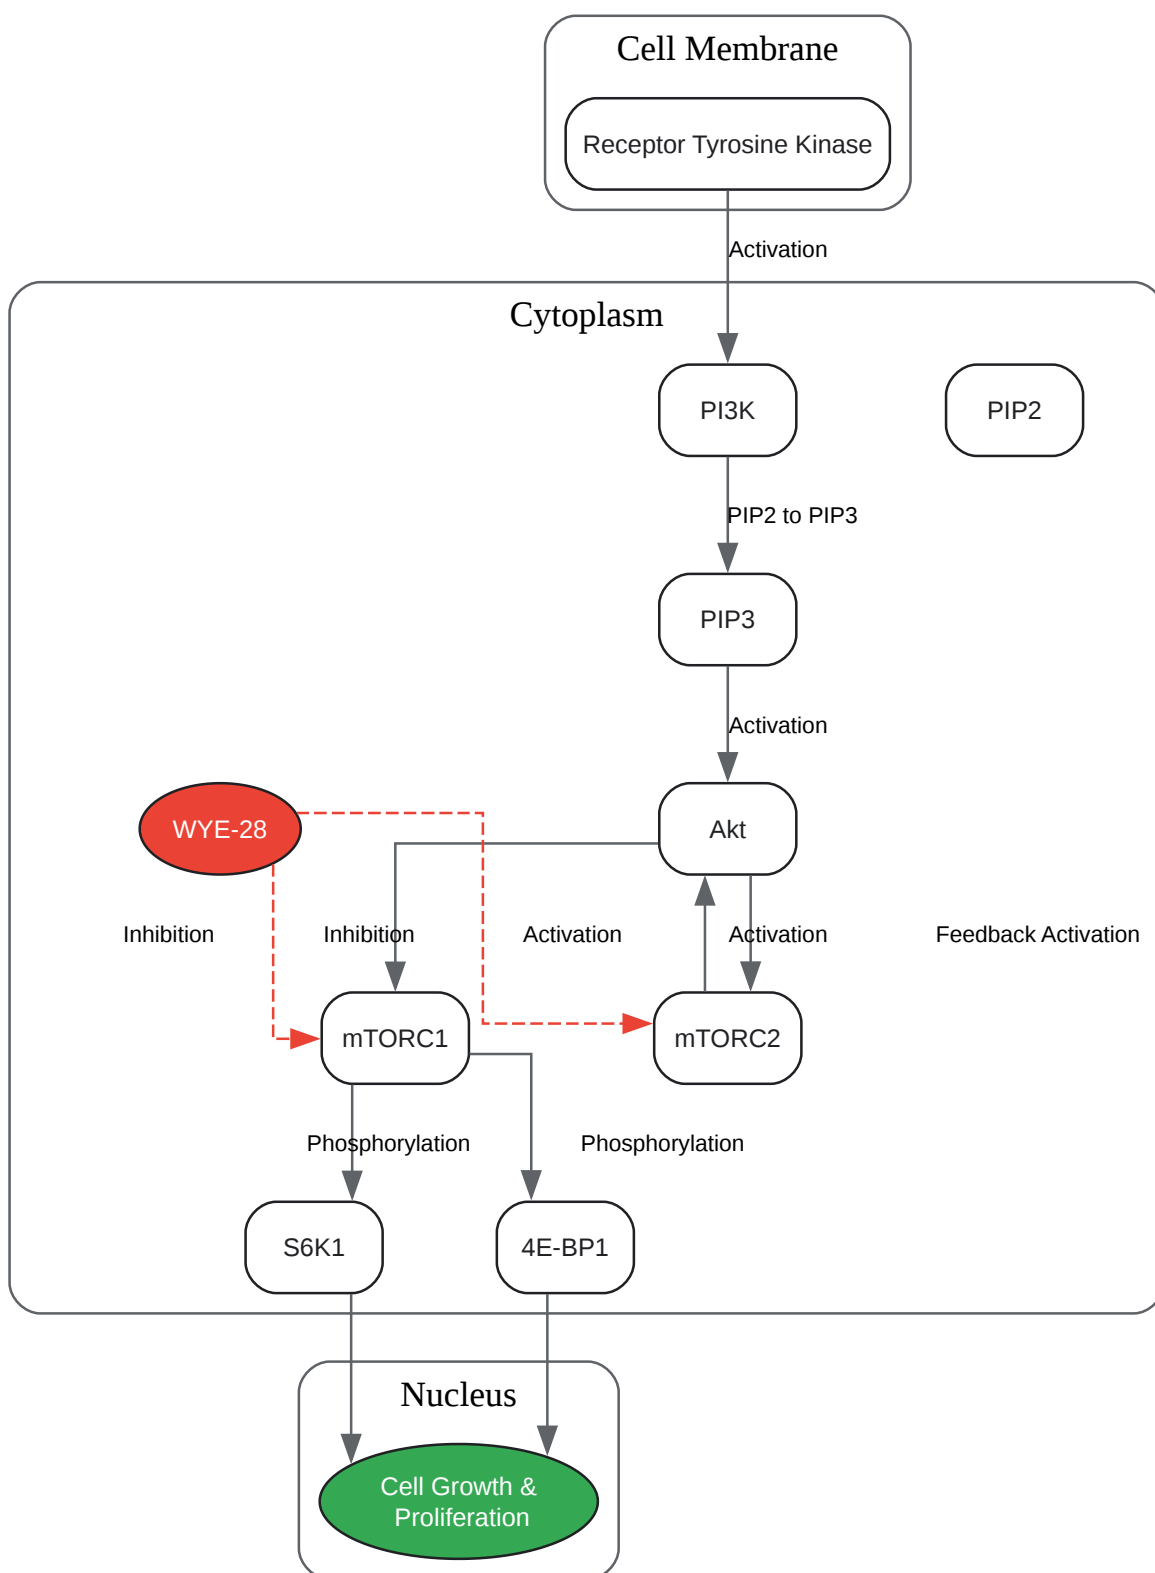 Cell Membrane
Receptor Tyrosine Kinase
Activation
Cytoplasm
PI3K
PIP2
PIP2 to PIP3
PIP3
Activation
WYE-28
Akt
Inhibition
Inhibition
Activation
Activation
Feedback Activation
mTORC1
mTORC2
Phosphorylation
Phosphorylation
S6K1
4E-BP1
Nucleus
Cell Growth &
Proliferation